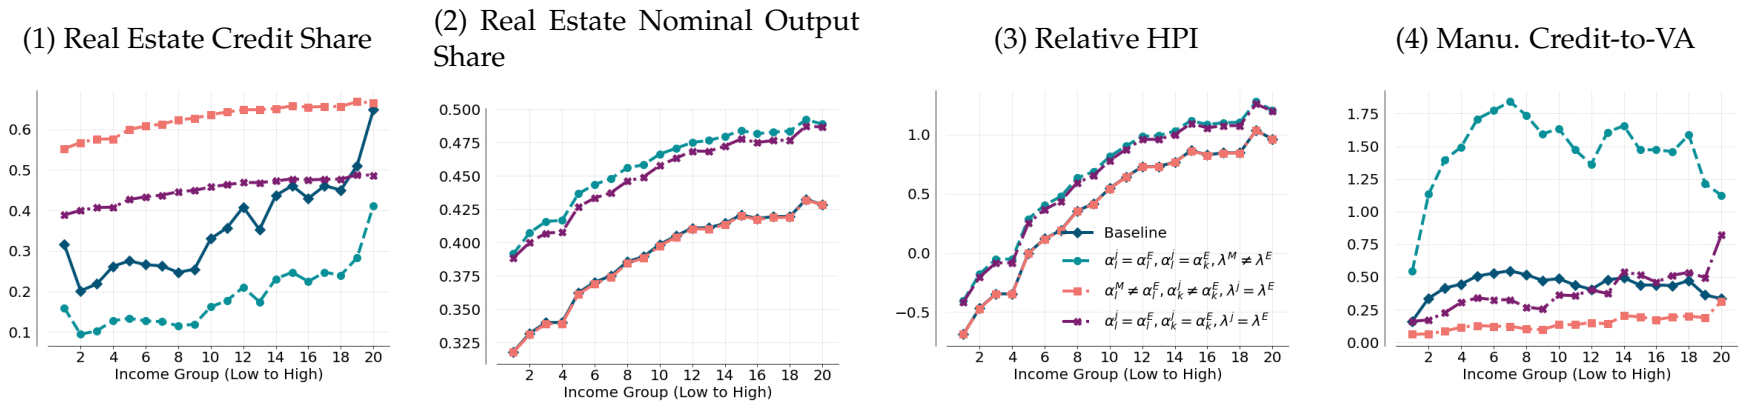 (1) Real Estate Credit Share
0.6
0.5
0.4
0.3
0.2
0.1
2 4 6 8 10 12 14 16 18 20
Income Group (Low to High)
(2) Real Estate Nominal Output
Share
0.500
0.475
0.450
0.425
0.400
0.375
0.350
0.325
2 4 6 8 10 12 14 16 18 20
Income Group (Low to High)
(3) Relative HPI
1.0
0.5
0.0
−0.5
Baseline
α_l^j = α_l^E, α_l^j = α_k^E, λ^M ≠ λ^E
α_l^M ≠ α_l^E, α_k^j ≠ α_k^E, λ^j = λ^E
α_l^j = α_l^E, α_k^j = α_k^E, λ^j = λ^E
2 4 6 8 10 12 14 16 18 20
Income Group (Low to High)
(4) Manu. Credit-to-VA
1.75
1.50
1.25
1.00
0.75
0.50
0.25
0.00
2 4 6 8 10 12 14 16 18 20
Income Group (Low to High)